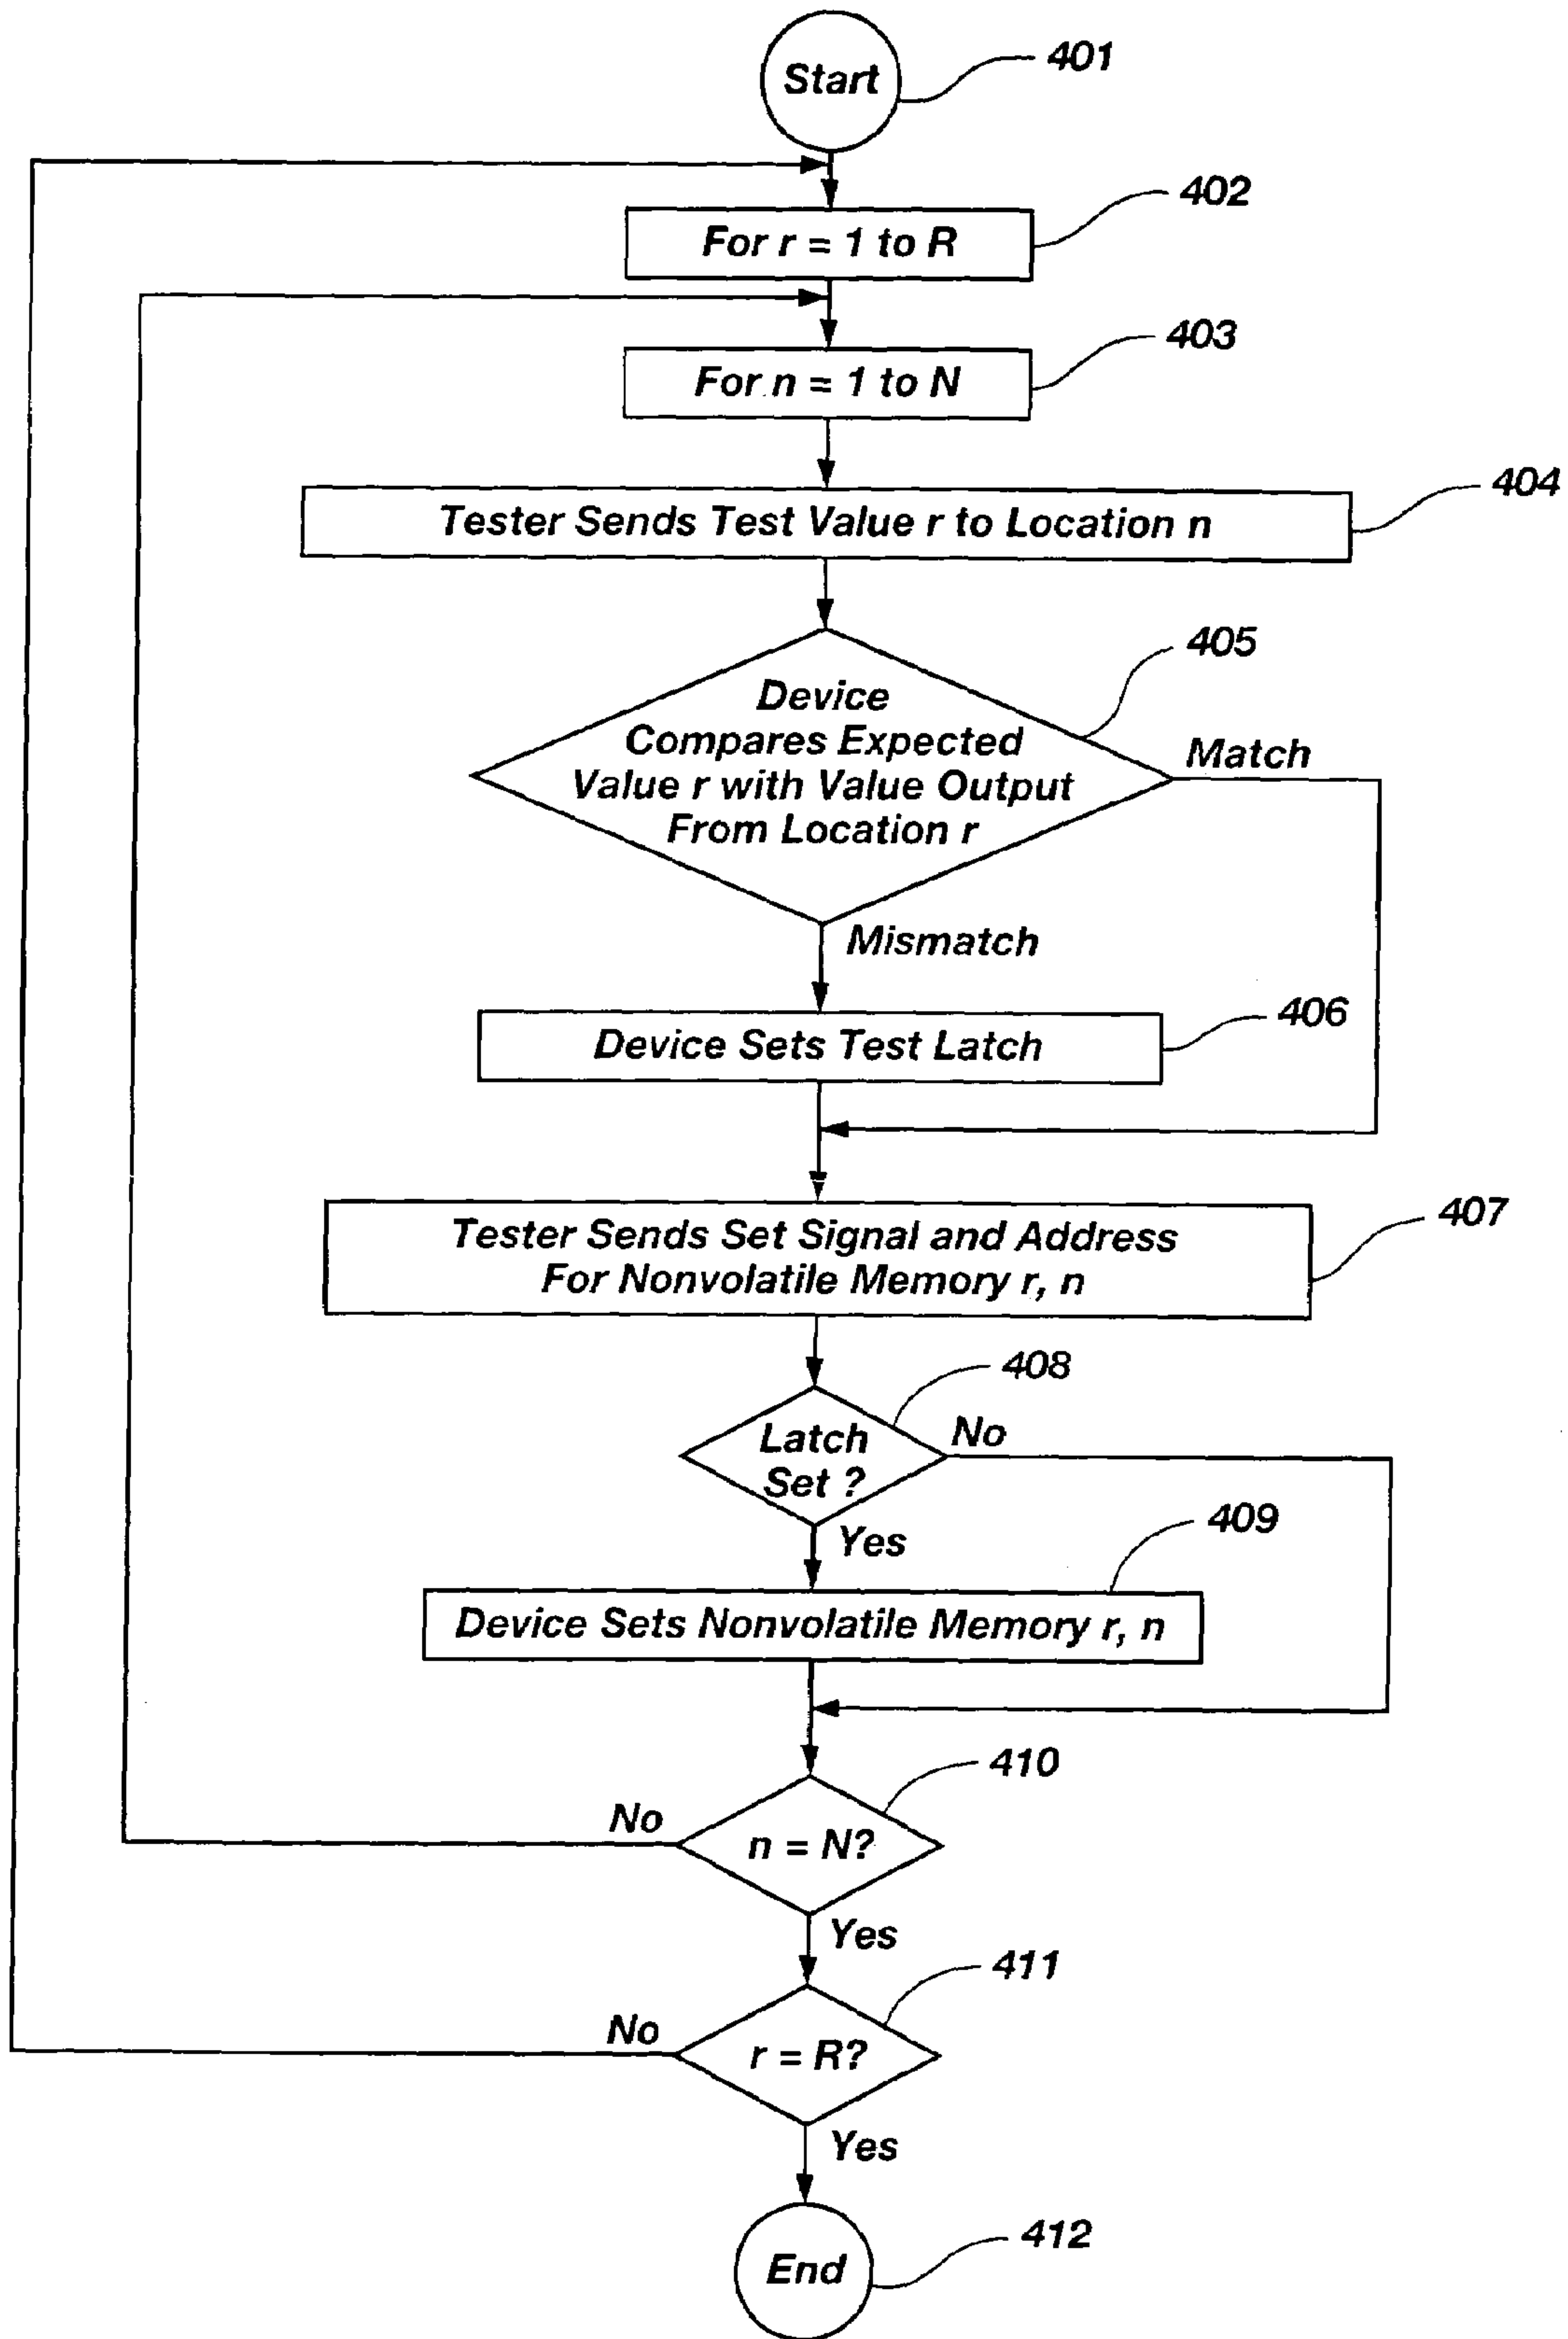 Start
401
402
For r = 1 to R
403
For n = 1 to N
404
Tester Sends Test Value r to Location n
405
Device
Compares Expected
Value r with Value Output
From Location r
Match
Mismatch
406
Device Sets Test Latch
407
Tester Sends Set Signal and Address
For Nonvolatile Memory r, n
408
Latch
Set ?
No
Yes
409
Device Sets Nonvolatile Memory r, n
410
No
n = N?
Yes
411
No
r = R?
Yes
412
End